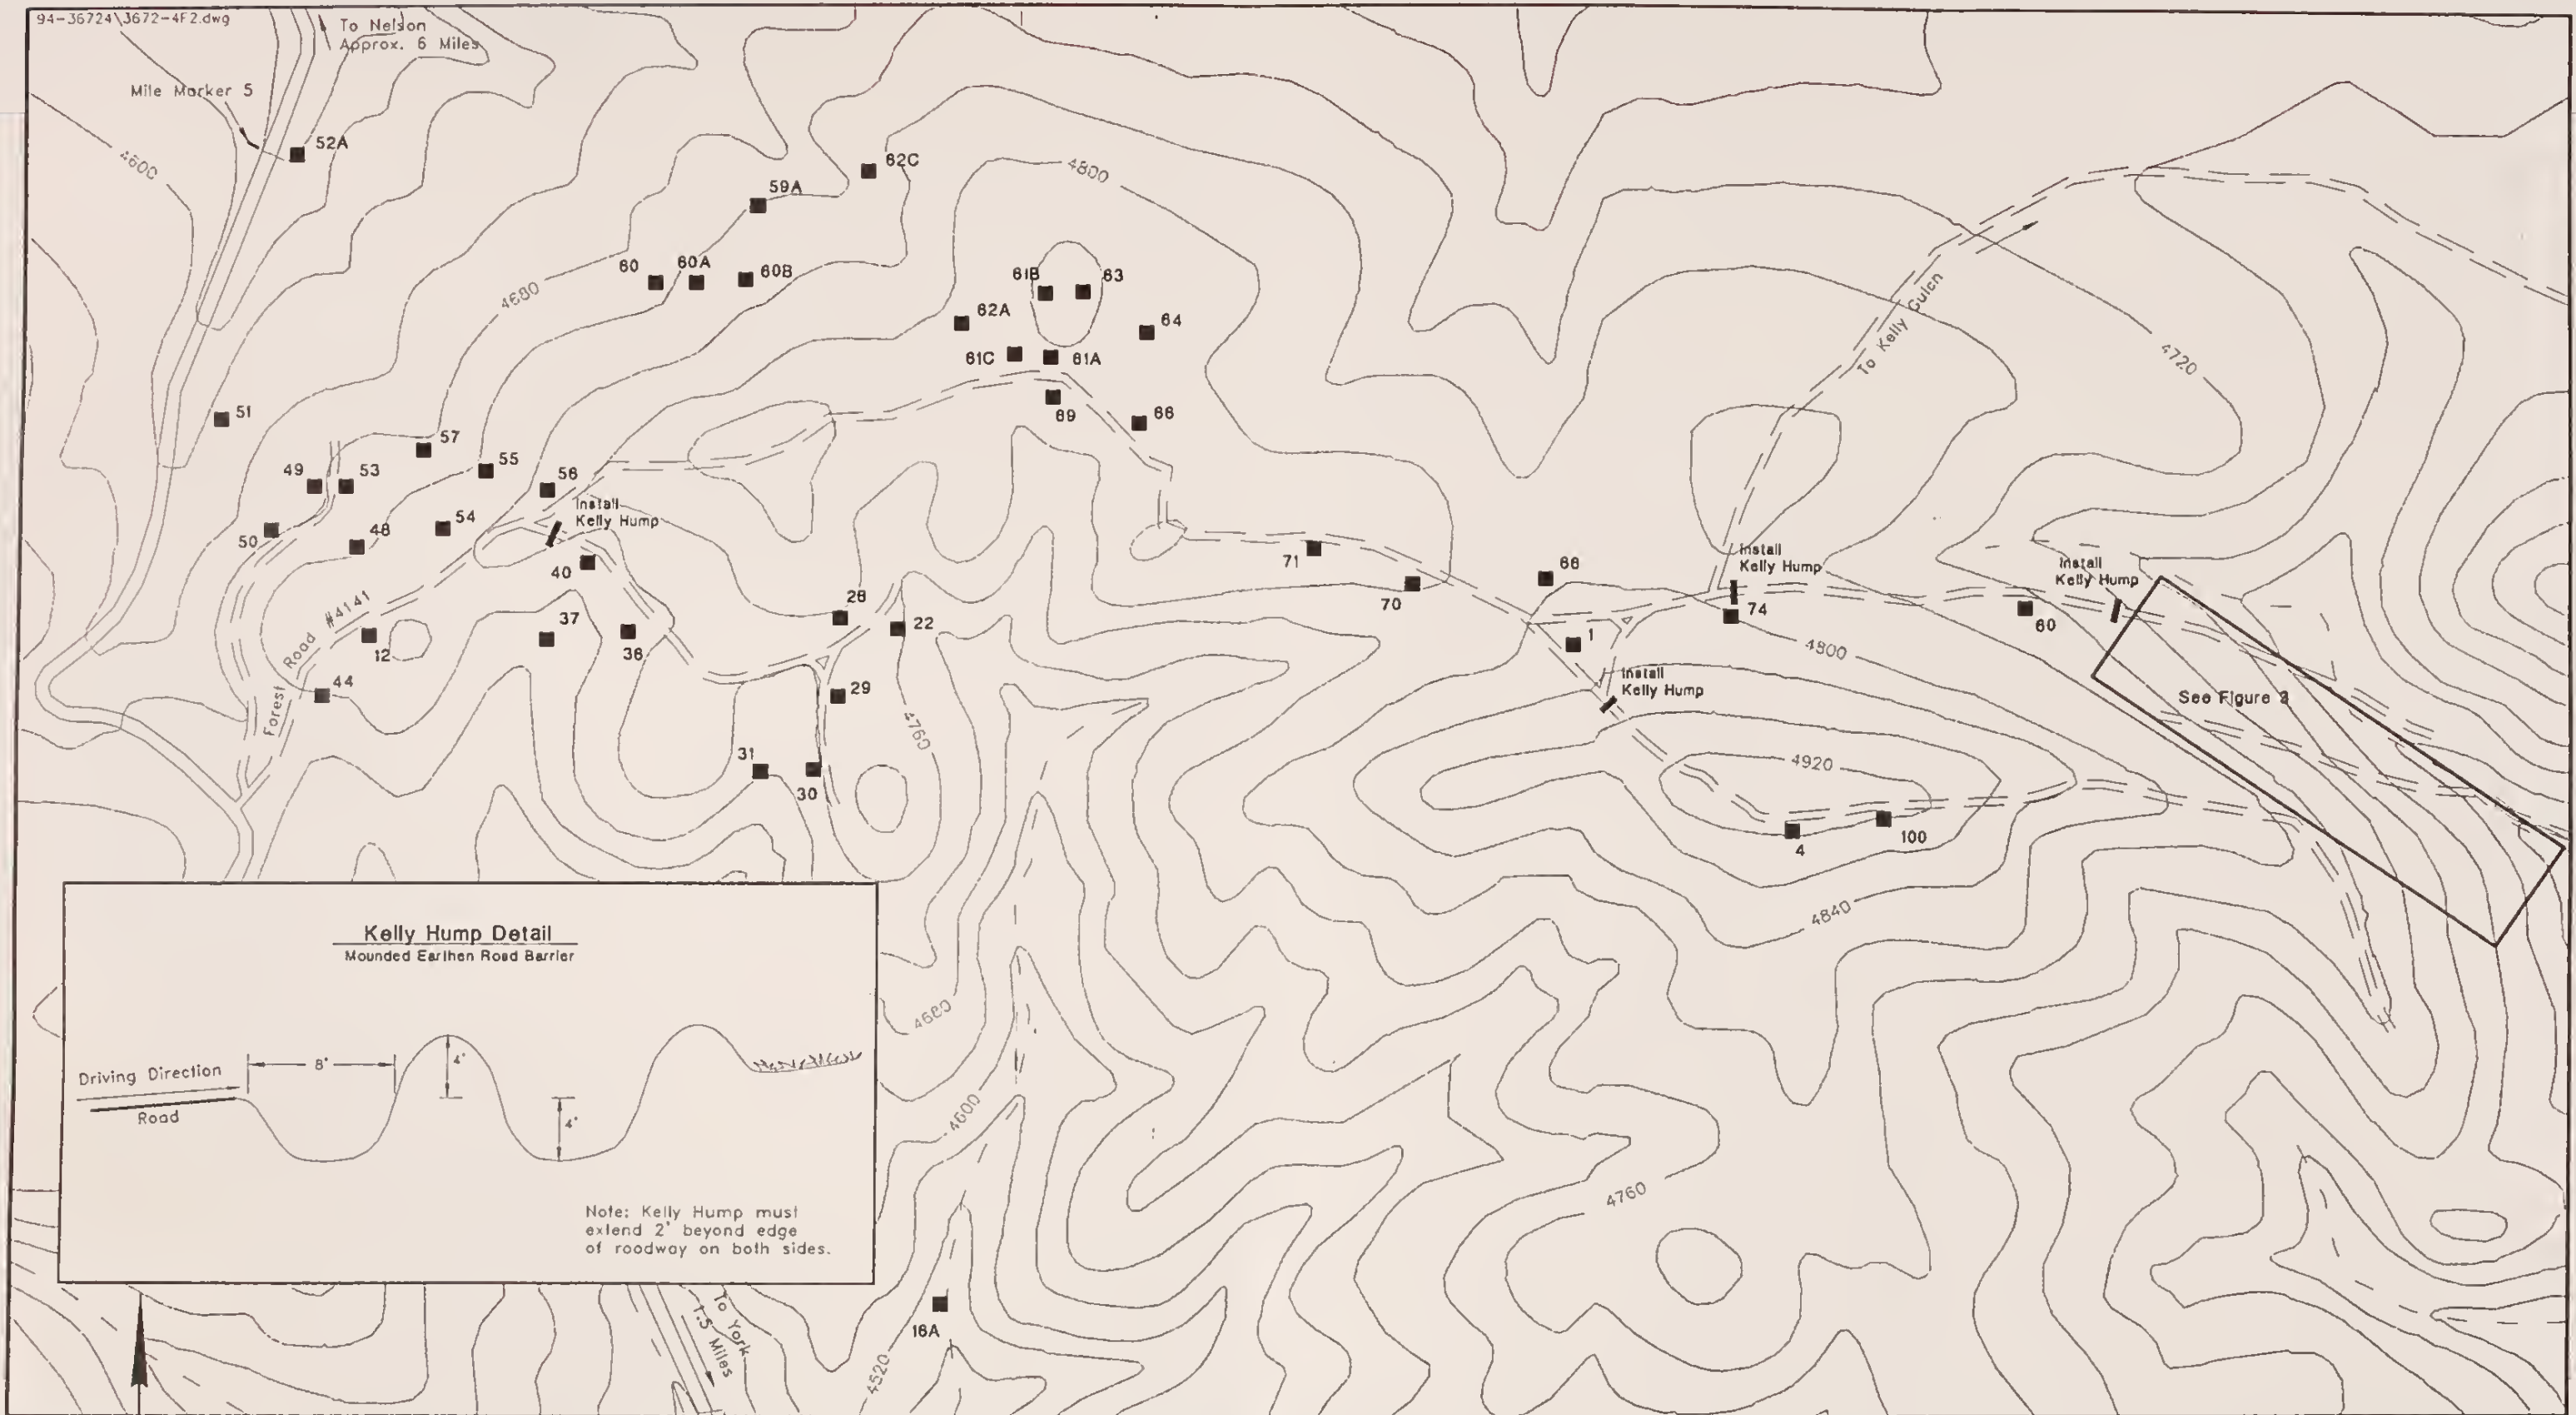 94-36724\3672-4F2.dwg
To Nelson
Approx. 6 Miles
Mile Marker 5
4600
52A
62C
59A
4800
60
60A
60B
4680
61B
63
62A
64
61C
61A
69
66
To Kelly Gulch
4720
51
57
55
49
53
56
Install
Kelly Hump
50
48
54
40
71
70
68
Install
Kelly Hump
74
Install
Kelly Hump
60
Forest Road #4141
12
37
36
28
22
1
4800
44
29
4760
Install
Kelly Hump
See Figure 3
31
30
4920
4
100
4840
Kelly Hump Detail
Mounded Earthen Road Barrier
4680
Driving Direction
Road
8'
4'
4'
4600
Note: Kelly Hump must
extend 2' beyond edge
of roadway on both sides.
4760
To York
1.5 Miles
16A
4520